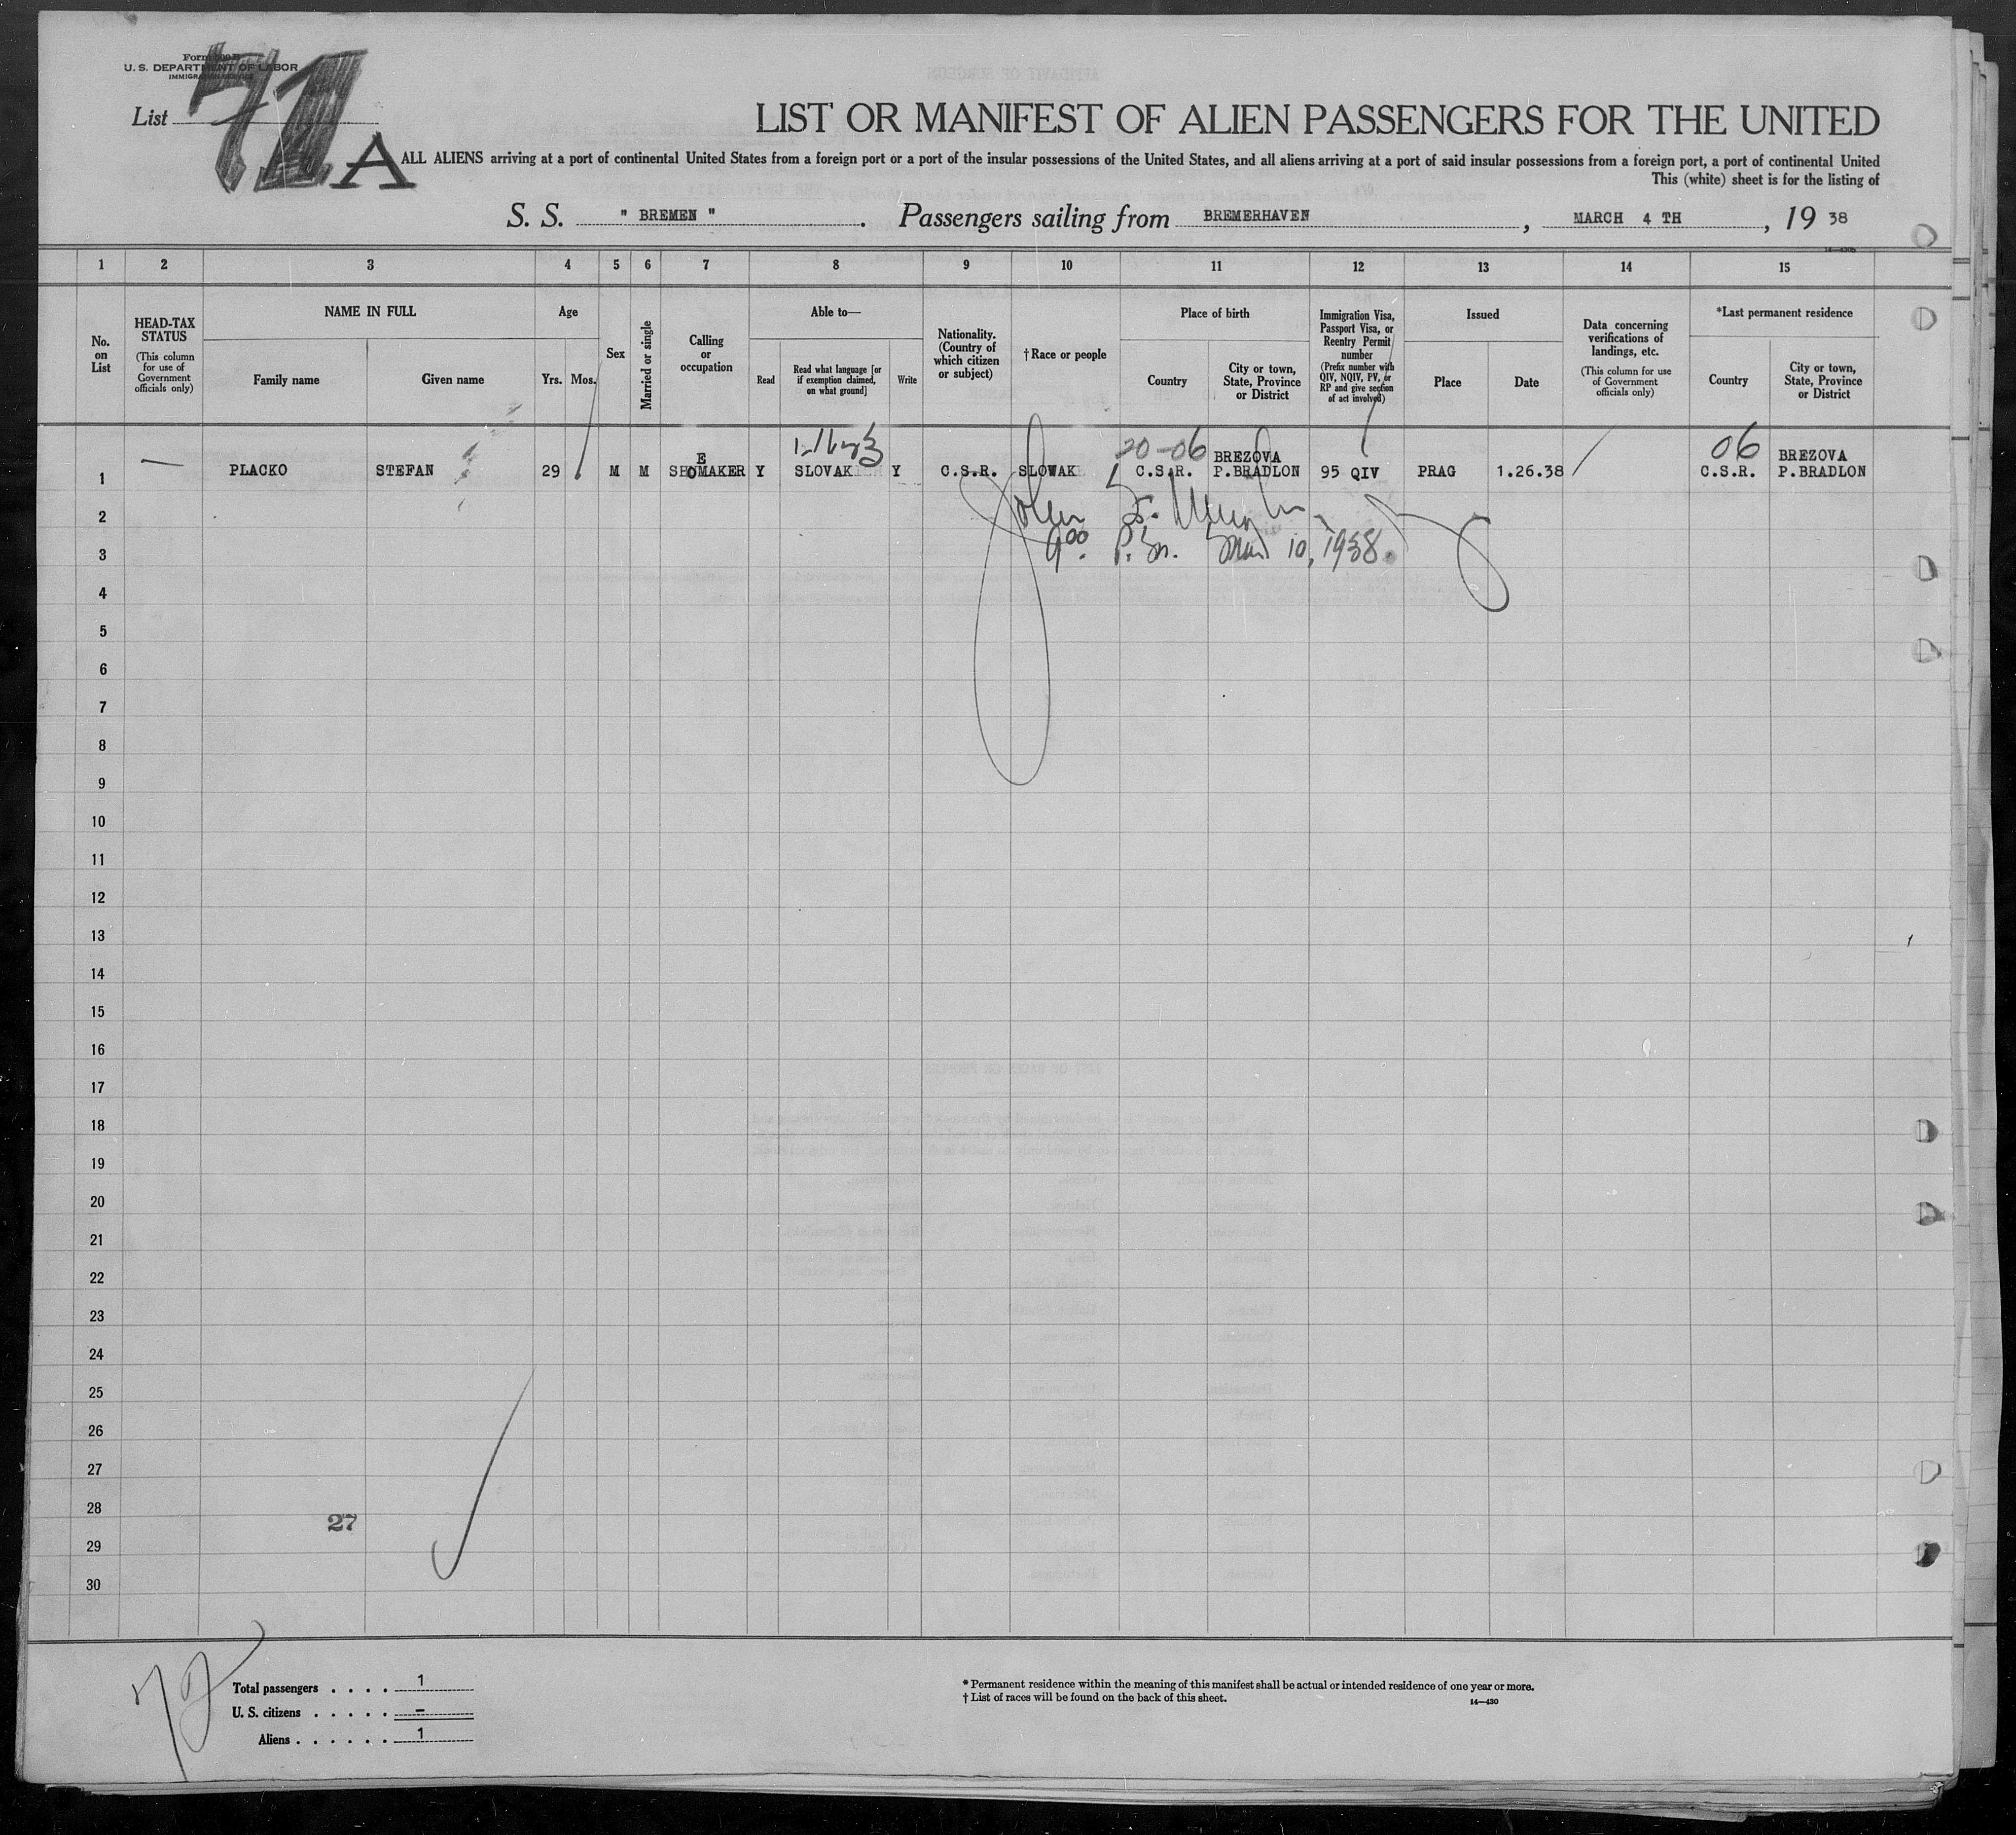 U. S. DEPARTMENT OF LABOR
IMMIGRATION SERVICE
List 71
A
LIST OR MANIFEST OF ALIEN PASSENGERS FOR THE UNITED
ALL ALIENS arriving at a port of continental United States from a foreign port or a port of the insular possessions of the United States, and all aliens arriving at a port of said insular possessions from a foreign port, a port of continental United
This (white) sheet is for the listing of
S. S. " BREMEN ". Passengers sailing from BREMERHAVEN, MARCH 4 TH, 19 38
1 2 3 4 5 6 7 8 9 10 11 12 13 14 15
No. on List
HEAD-TAX STATUS
(This column for use of Government officials only)
NAME IN FULL
Family name
Given name
Age
Yrs. Mos.
Sex
Married or single
Calling or occupation
Able to—
Read
Read what language [or if exemption claimed, on what ground]
Write
Nationality. (Country of which citizen or subject)
†Race or people
Place of birth
Country
City or town, State, Province or District
Immigration Visa, Passport Visa, or Reentry Permit number
(Prefix number with QIV, NQIV, PV, or RP and give section of act involved)
Issued
Place
Date
Data concerning verifications of landings, etc.
(This column for use of Government officials only)
*Last permanent residence
Country
City or town, State, Province or District
20-06 06
E BREZOVA BREZOVA
1 — PLACKO STEFAN 29 M M SHOMAKER Y SLOVAK Y C.S.R. SLOWAK C.S.R. P.BRADLON 95 QIV PRAG 1.26.38 C.S.R. P.BRADLON
2 John
3 P.M. 10, 1938.
4
5
6
7
8
9
10
11
12
13
14
15
16
17
18
19
20
21
22
23
24
25
26
27
28
27
29
30
Total passengers . . . . 1
U. S. citizens . . . . . –
Aliens . . . . . . 1
* Permanent residence within the meaning of this manifest shall be actual or intended residence of one year or more.
† List of races will be found on the back of this sheet.
14—430